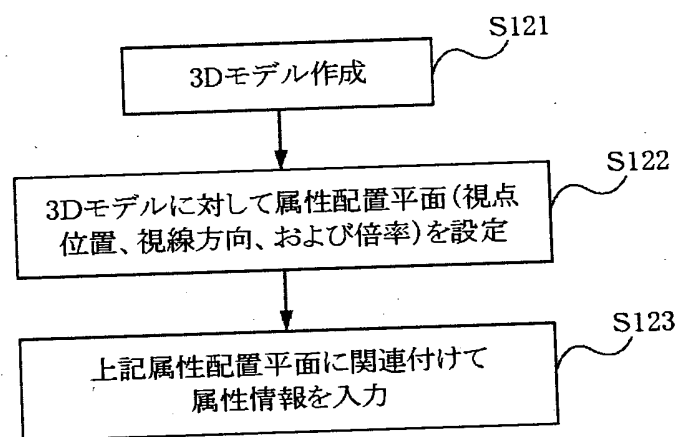 S121
3Dモデル作成
S122
3Dモデルに対して属性配置平面(視点
位置、視線方向、および倍率)を設定
S123
上記属性配置平面に関連付けて
属性情報を入力